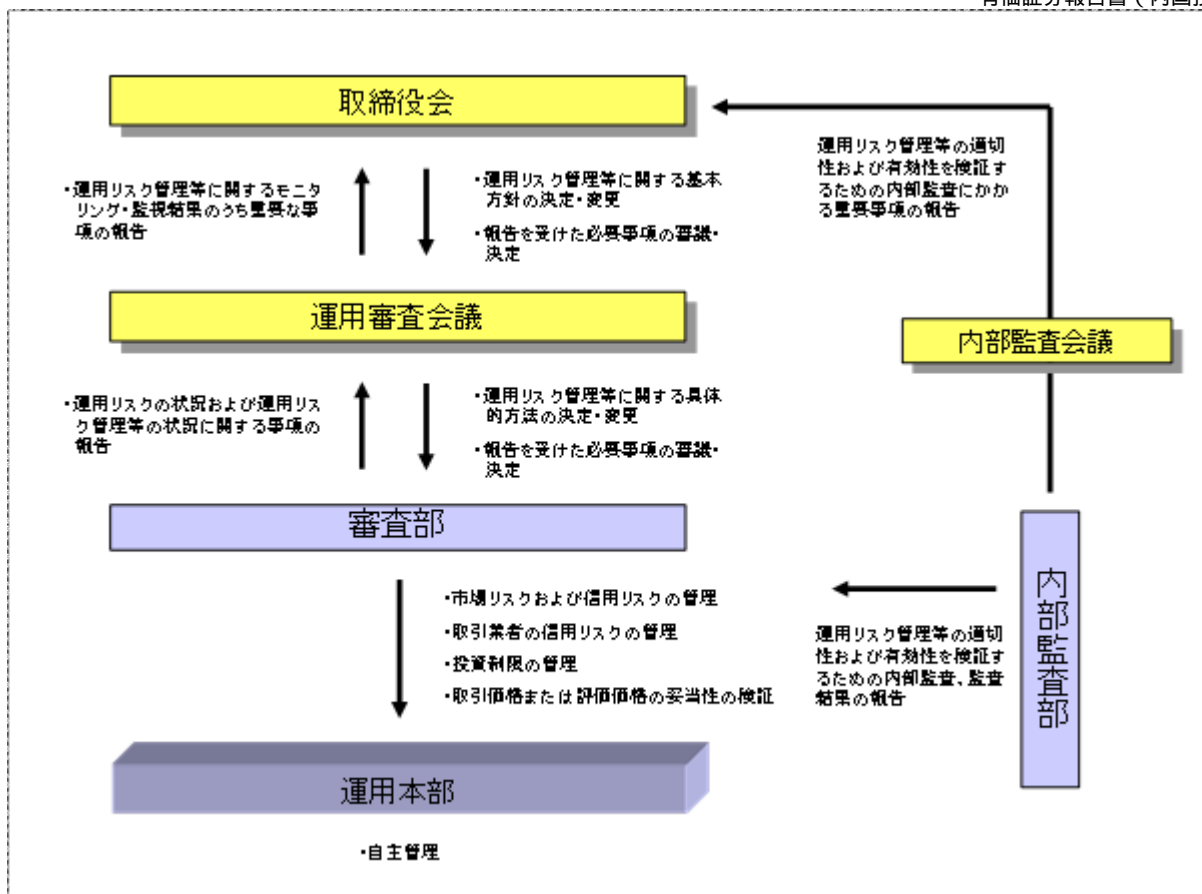 取締役会
・運用リスク管理等に関するモニタ
リング・監視結果のうち重要な事
項の報告
・運用リスク管理等に関する基本
方針の決定・変更
・報告を受けた必要事項の審議・
決定
運用リスク管理等の適切
性および有効性を検証す
るための内部監査にかか
る重要事項の報告
運用審査会議
内部監査会議
・運用リスクの状況および運用リス
ク管理等の状況に関する事項の
報告
・運用リスク管理等に関する具体
的方法の決定・変更
・報告を受けた必要事項の審議・
決定
審査部
・市場リスクおよび信用リスクの管理
・取引業者の信用リスクの管理
・投資制限の管理
・取引価格または評価価格の妥当性の検証
運用リスク管理等の適切
性および有効性を検証す
るための内部監査、監査
結果の報告
内部監査部
運用本部
・自主管理